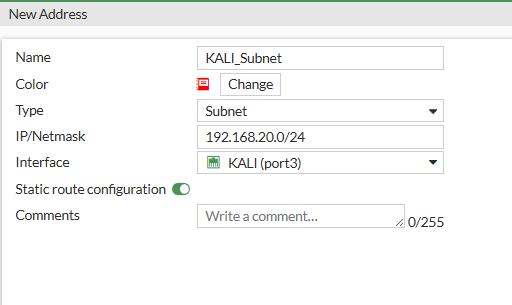 New Address
Name KALI_Subnet
Color Change
Type Subnet
IP/Netmask 192.168.20.0/24
Interface KALI (port3)
Static route configuration
Comments Write a comment... 0/255